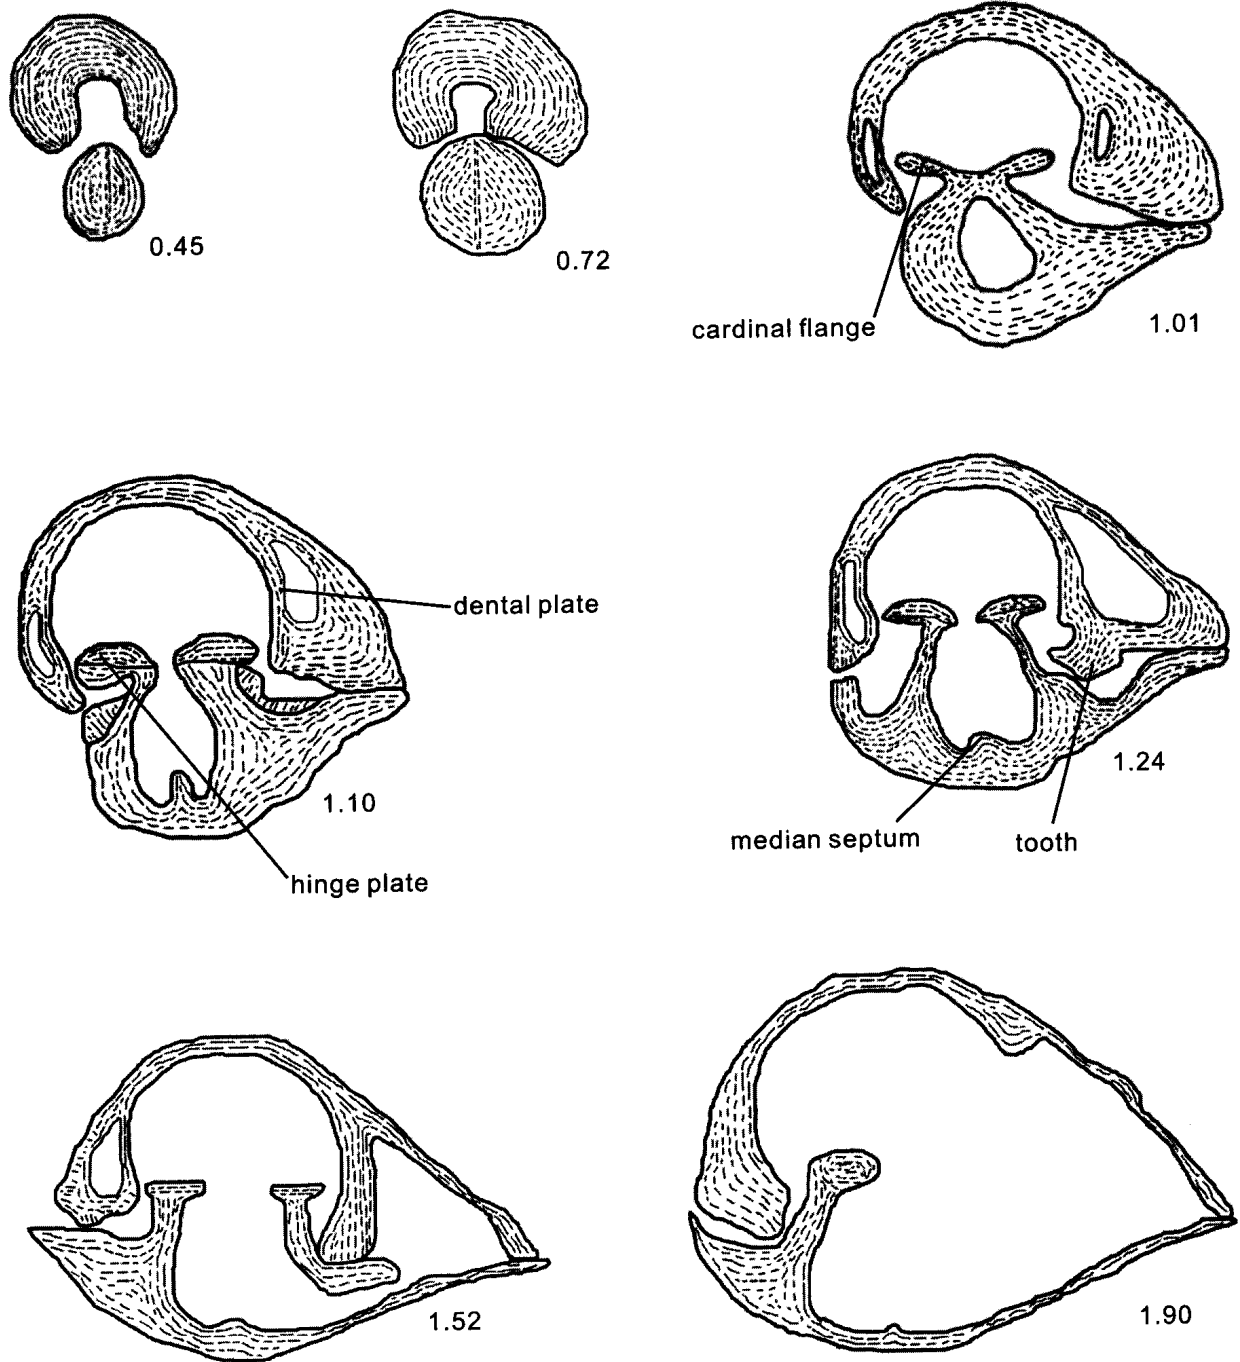 0.45
0.72
cardinal flange
1.01
dental plate
1.10
hinge plate
1.24
median septum
tooth
1.52
1.90